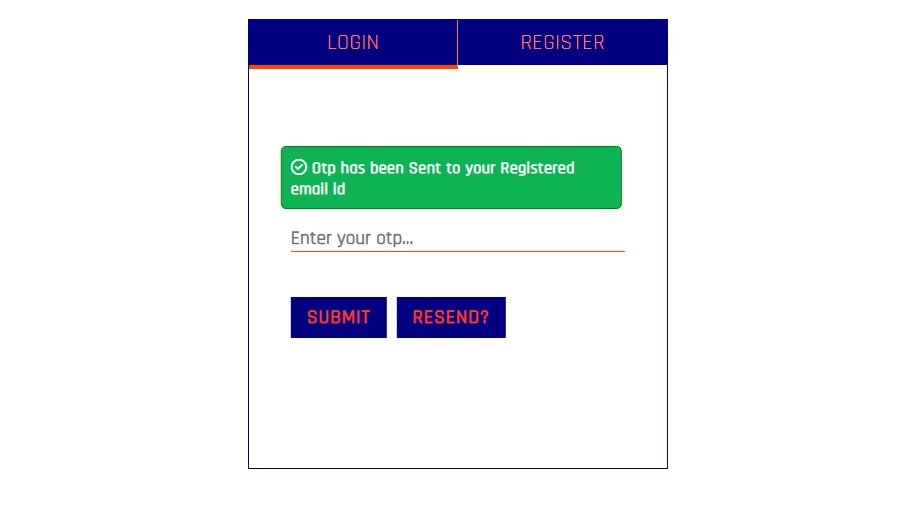 LOGIN
REGISTER
Otp has been Sent to your Registered
email id
Enter your otp...
SUBMIT
RESEND?